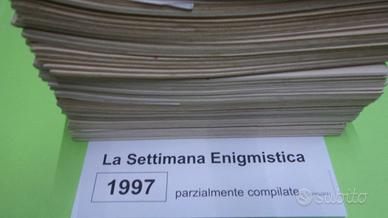 La Settimana Enigmistica
1997 parzialmente compilate
subito